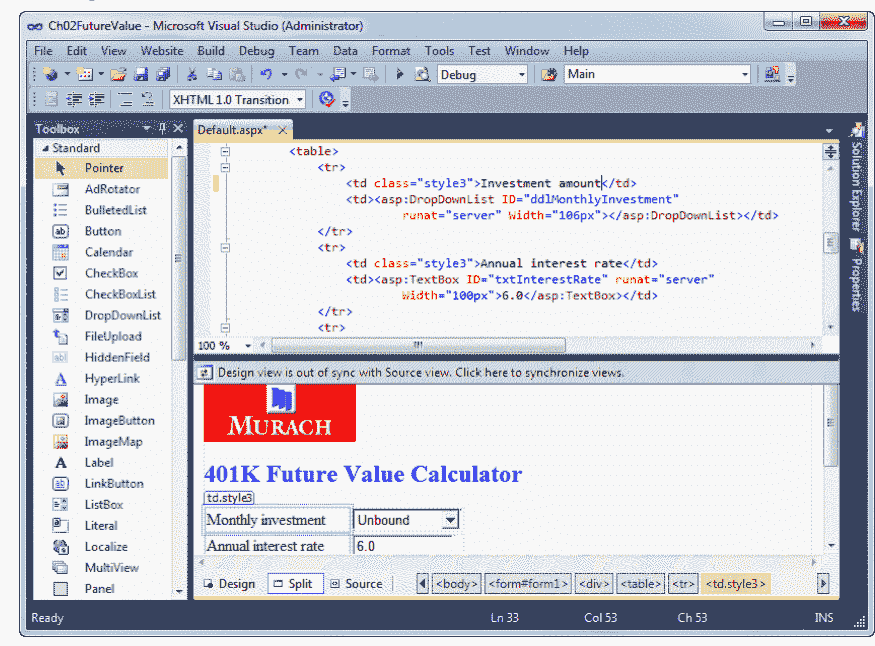 Ch02FutureValue - Microsoft Visual Studio (Administrator)
File Edit View Website Build Debug Team Data Format Tools Test Window Help
Debug Main
XHTML 1.0 Transition
Toolbox
Standard
Pointer
AdRotator
BulletedList
Button
Calendar
CheckBox
CheckBoxList
DropDownList
FileUpload
HiddenField
HyperLink
Image
ImageButton
ImageMap
Label
LinkButton
ListBox
Literal
Localize
MultiView
Panel
Default.aspx*
<table>
<tr>
<td class="style3">Investment amount</td>
<td><asp:DropDownList ID="ddlMonthlyInvestment"
runat="server" Width="106px"></asp:DropDownList></td>
</tr>
<tr>
<td class="style3">Annual interest rate</td>
<td><asp:TextBox ID="txtInterestRate" runat="server"
Width="100px">6.0</asp:TextBox></td>
</tr>
<tr>
100 %
Design view is out of sync with Source view. Click here to synchronize views.
MURACH
401K Future Value Calculator
td.style3
Monthly investment Unbound
Annual interest rate 6.0
Design Split Source <body> <form#form1> <div> <table> <tr> <td.style3>
Solution Explorer
Properties
Ready Ln 33 Col 53 Ch 53 INS